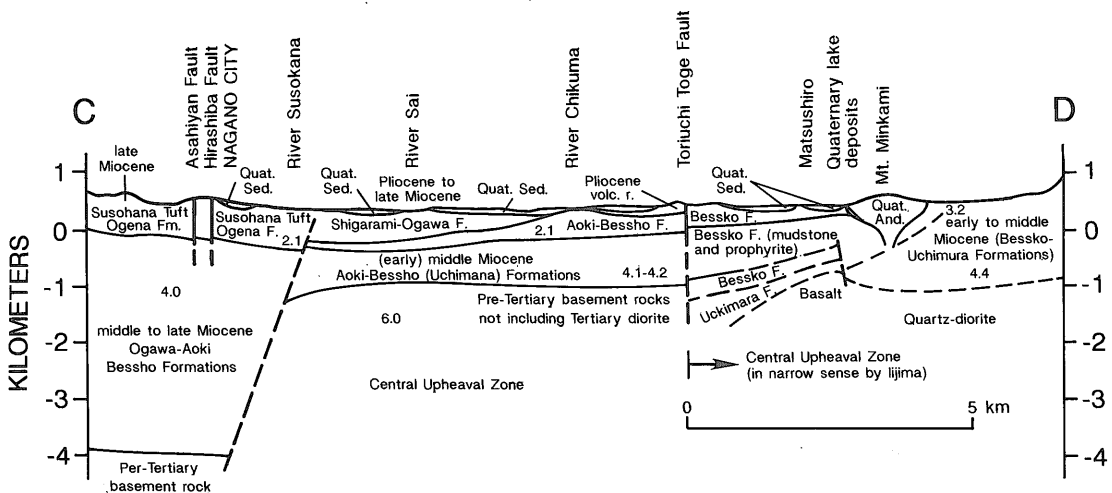 C
D
Asahiyan Fault
Hirashiba Fault
NAGANO CITY
River Susokana
River Sai
River Chikuma
Toriuchi Toge Fault
Matsushiro
Quaternary lake
deposits
Mt. Minkami
late
Miocene
Quat.
Sed.
Quat.
Sed.
Pliocene to
late Miocene
Quat. Sed.
Pliocene
volc. r.
Quat.
Sed.
Quat.
And.
3.2
early to middle
Miocene (Bessko-
Uchimura Formations)
4.4
Susohana Tuft
Ogena Fm.
Susohana Tuft
Ogena F.
2.1
Shigarami-Ogawa F.
2.1
Aoki-Bessho F.
Bessko F.
Bessko F. (mudstone
and prophyrite)
(early) middle Miocene
Aoki-Bessho (Uchimana) Formations
4.1-4.2
Bessko F.
Uckimara F.
Basalt
4.0
Pre-Tertiary basement rocks
not including Tertiary diorite
6.0
Quartz-diorite
middle to late Miocene
Ogawa-Aoki
Bessho Formations
Central Upheaval Zone
Central Upheaval Zone
(in narrow sense by Iijima)
0
5 km
Per-Tertiary
basement rock
KILOMETERS
1
0
-1
-2
-3
-4
1
0
-1
-2
-3
-4